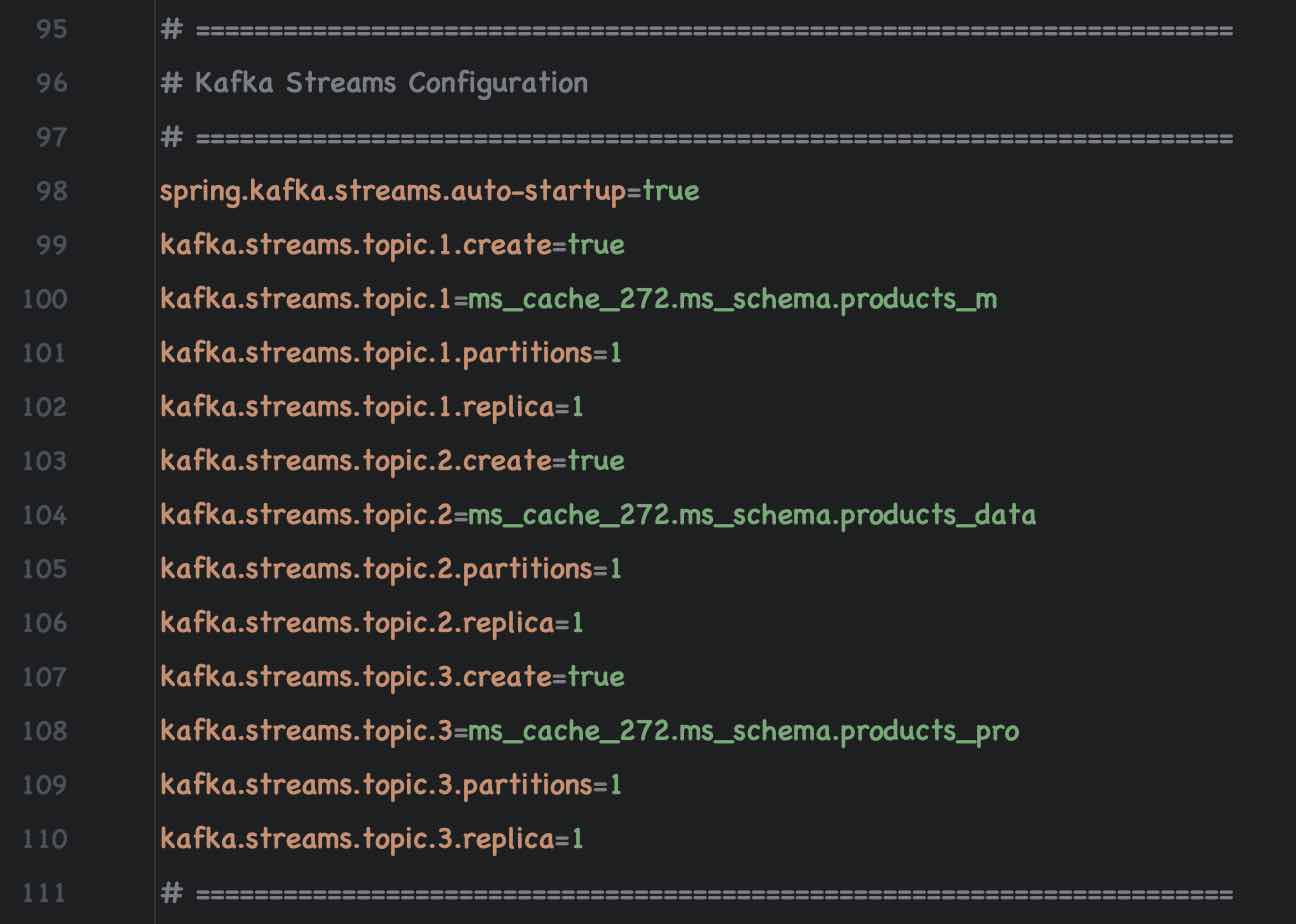 95 # =======================================================================
96 # Kafka Streams Configuration
97 # =======================================================================
98 spring.kafka.streams.auto-startup=true
99 kafka.streams.topic.1.create=true
100 kafka.streams.topic.1=ms_cache_272.ms_schema.products_m
101 kafka.streams.topic.1.partitions=1
102 kafka.streams.topic.1.replica=1
103 kafka.streams.topic.2.create=true
104 kafka.streams.topic.2=ms_cache_272.ms_schema.products_data
105 kafka.streams.topic.2.partitions=1
106 kafka.streams.topic.2.replica=1
107 kafka.streams.topic.3.create=true
108 kafka.streams.topic.3=ms_cache_272.ms_schema.products_pro
109 kafka.streams.topic.3.partitions=1
110 kafka.streams.topic.3.replica=1
111 # =======================================================================